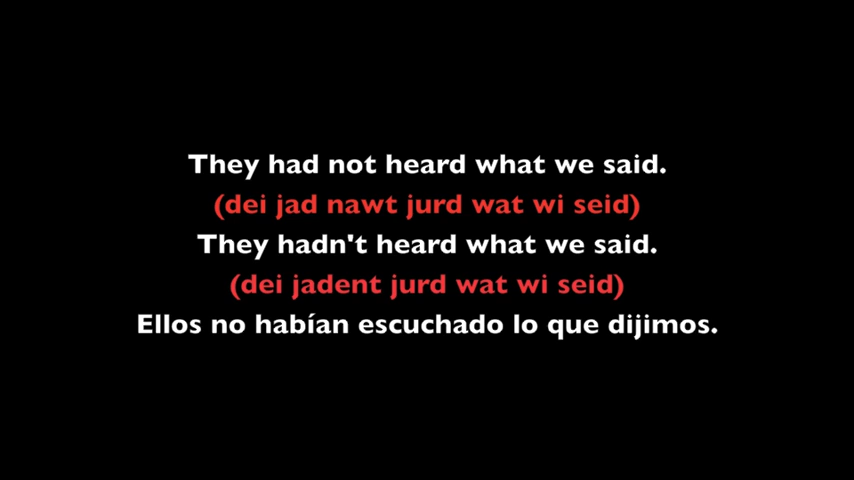 They had not heard what we said.
(dei jad nawt jurd wat wi seid)
They hadn't heard what we said.
(dei jadent jurd wat wi seid)
Ellos no habían escuchado lo que dijimos.